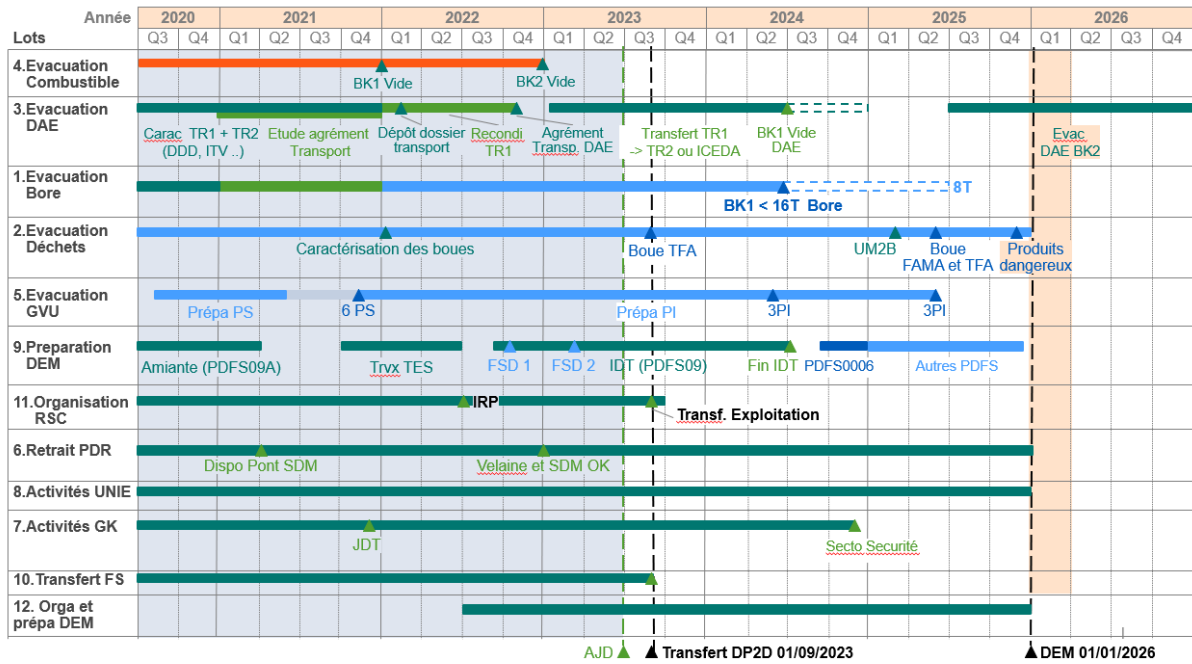 Année
2020
2021
2022
2023
2024
2025
2026
Lots
Q3 Q4 Q1 Q2 Q3 Q4 Q1 Q2 Q3 Q4 Q1 Q2 Q3 Q4 Q1 Q2 Q3 Q4 Q1 Q2 Q3 Q4 Q1 Q2 Q3 Q4
4.Evacuation
Combustible
BK1 Vide
BK2 Vide
3.Evacuation
DAE
Carac TR1 + TR2
(DDD, ITV ..)
Etude agrément
Transport
Dépôt dossier
transport
Recondi
TR1
Agrément
Transp. DAE
Transfert TR1
-> TR2 ou ICEDA
BK1 Vide
DAE
Evac
DAE BK2
1.Evacuation
Bore
BK1 < 16T Bore
8T
2.Evacuation
Déchets
Caractérisation des boues
Boue TFA
UM2B
Boue
FAMA et TFA
Produits
dangereux
5.Evacuation
GVU
Prépa PS
6 PS
Prépa PI
3PI
3PI
9.Preparation
DEM
Amiante (PDFS09A)
Trvx TES
FSD 1
FSD 2
IDT (PDFS09)
Fin IDT
PDFS0006
Autres PDFS
11.Organisation
RSC
IRP
Transf. Exploitation
6.Retrait PDR
Dispo Pont SDM
Velaine et SDM OK
8.Activités UNIE
7.Activités GK
JDT
Secto Securité
10.Transfert FS
12. Orga et
prépa DEM
AJD
Transfert DP2D 01/09/2023
DEM 01/01/2026